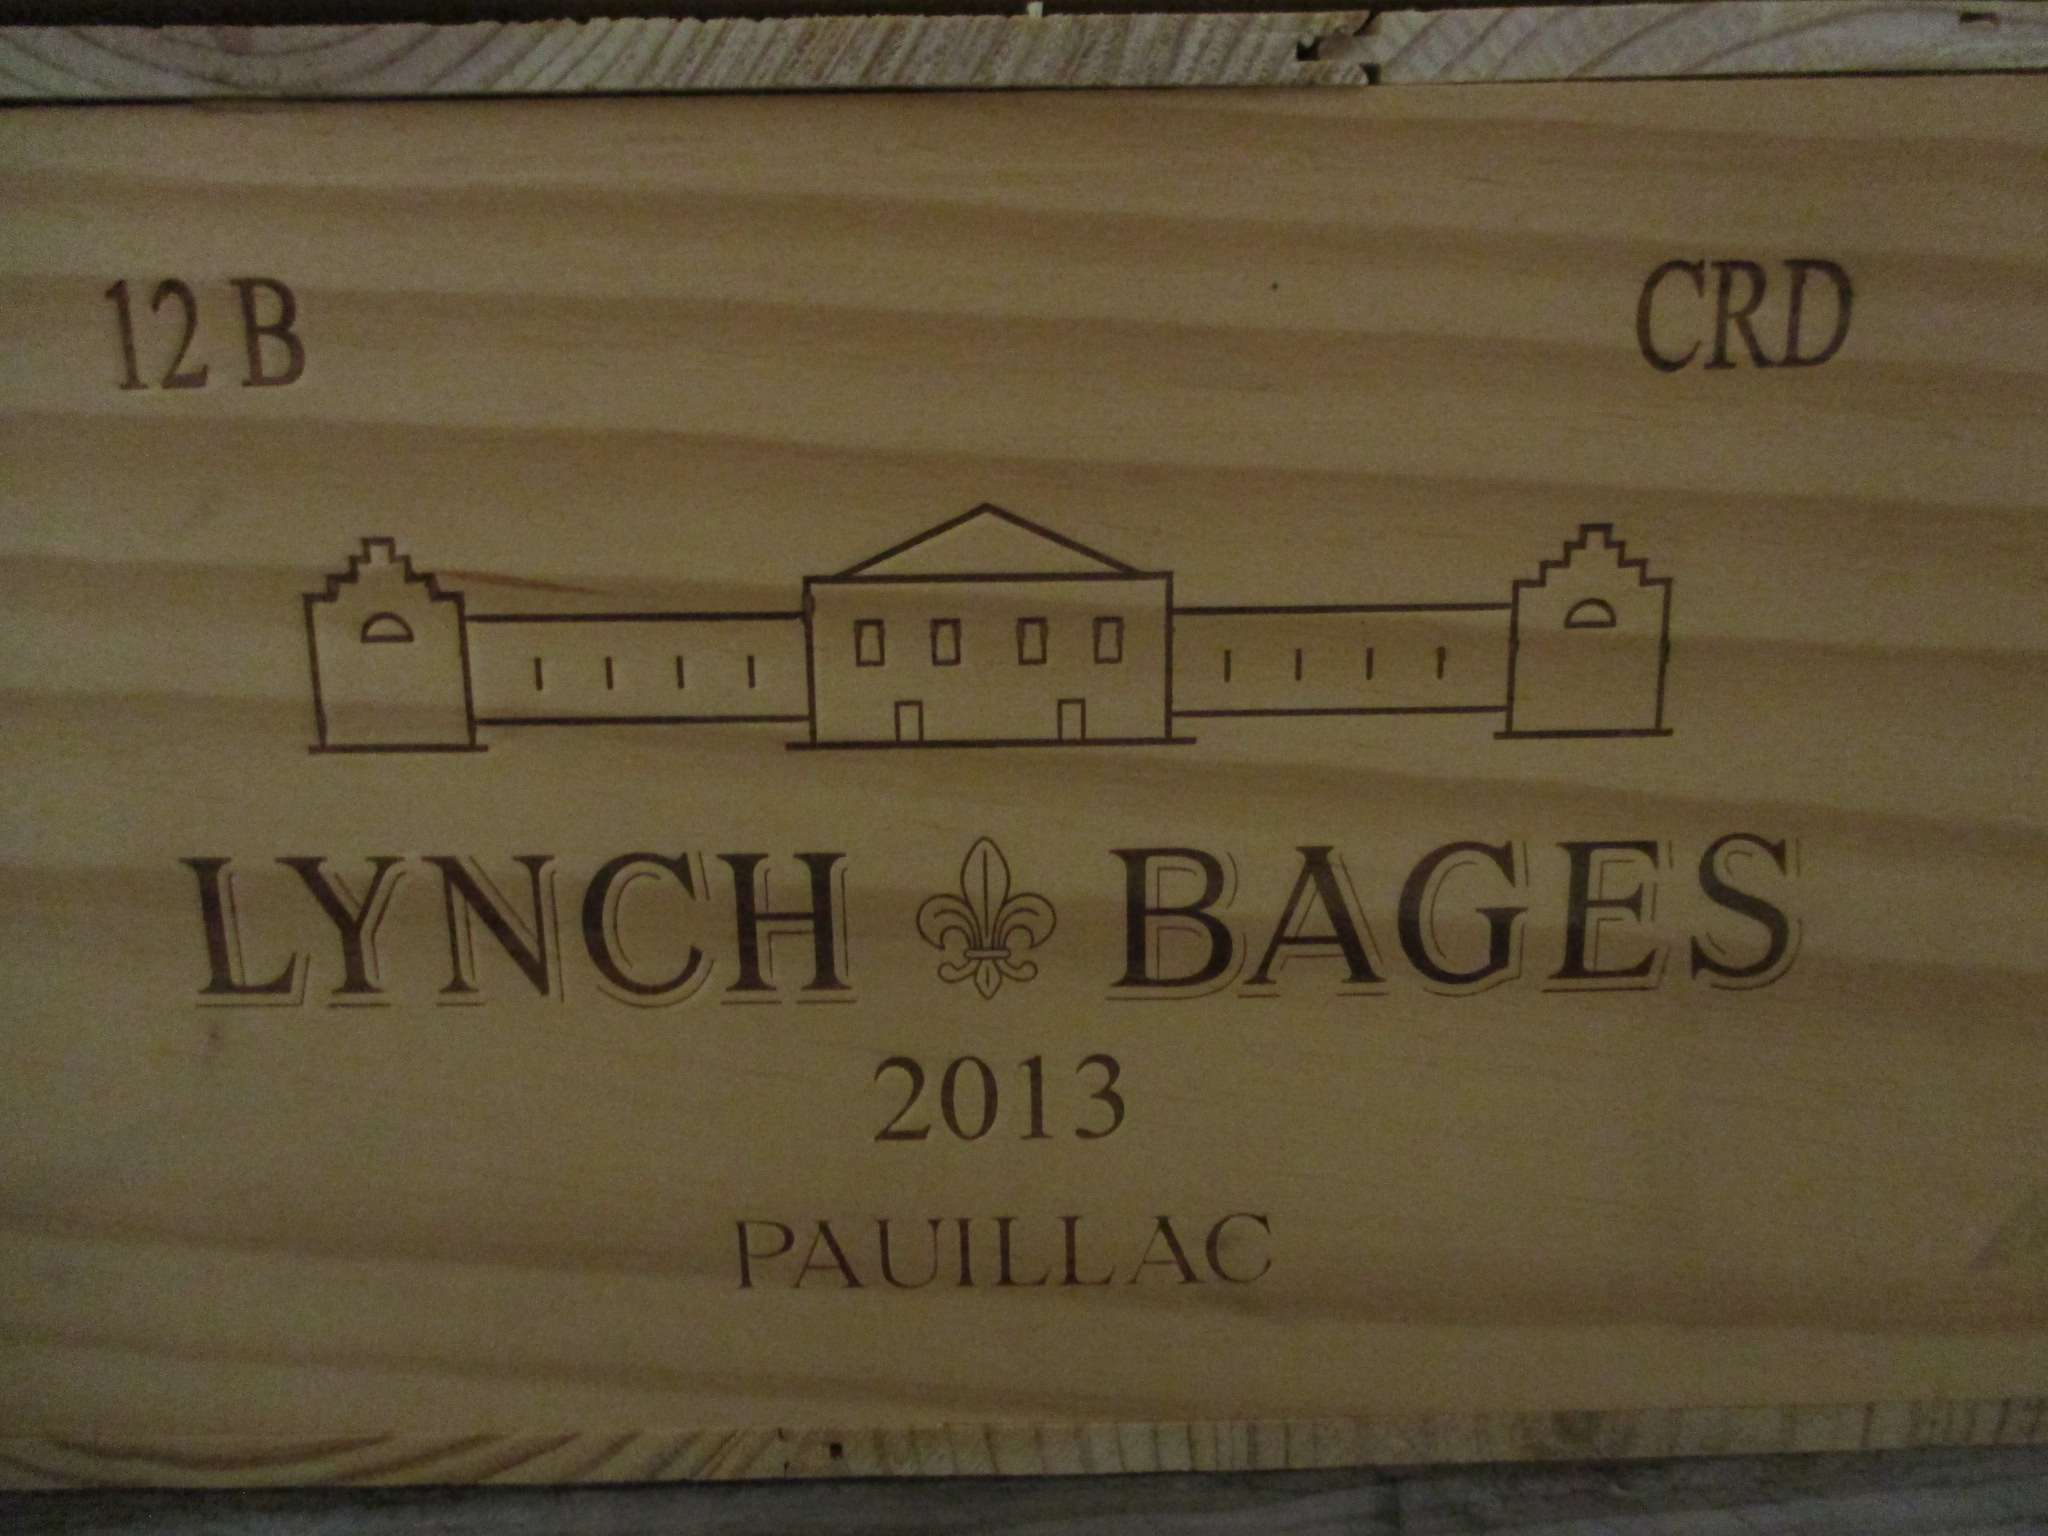 12 B CRD
LYNCH BAGES
2013
PAUILLAC